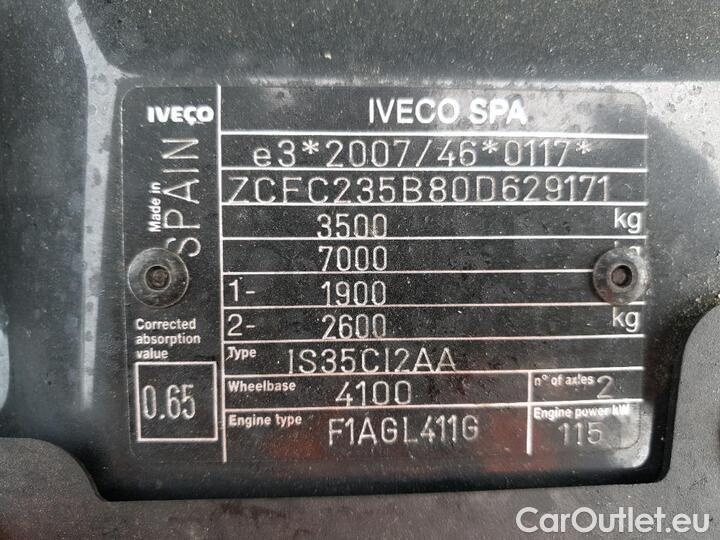 IVECO IVECO SPA
Made in SPAIN
e3*2007/46*0117*
ZCFC235B80D629171
3500 kg
7000
1- 1900
2- 2600 kg
Corrected absorption value
0.65
Type IS35CI2AA
Wheelbase 4100 n° of axles 2
Engine type F1AGL411G Engine power kW 115
CarOutlet.eu